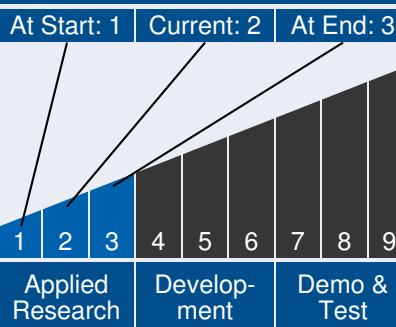 At Start: 1 Current: 2 At End: 3
1 2 3 4 5 6 7 8 9
Applied Develop- Demo &
Research ment Test